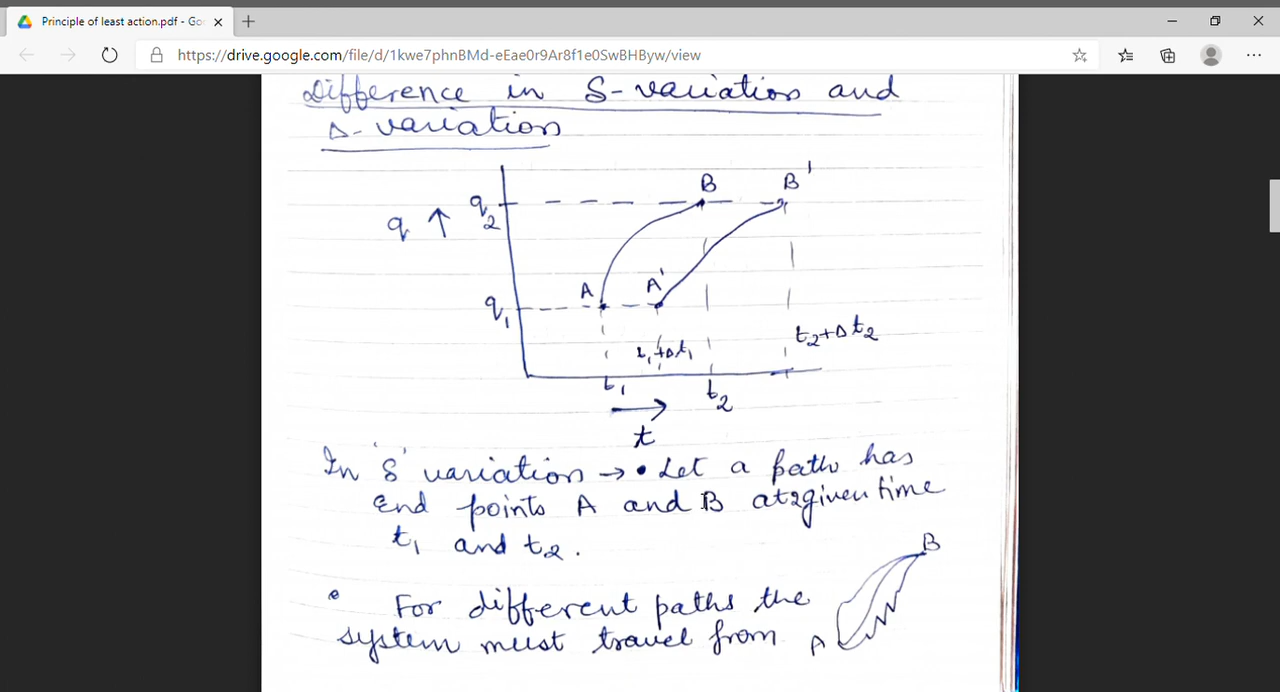 Principle of least action.pdf - Go
https://drive.google.com/file/d/1kwe7phnBMd-eEae0r9Ar8f1e0SwBHByw/view
Difference in δ-variation and
Δ-variation
B B'
q ↑ q₂
A A'
q₁
t₂+Δt₂
t₁+Δt₁
t₁ t₂
→
t
In 'δ' variation → • Let a path has
end points A and B at 2 given time
t₁ and t₂.
B
• For different paths the
system must travel from A